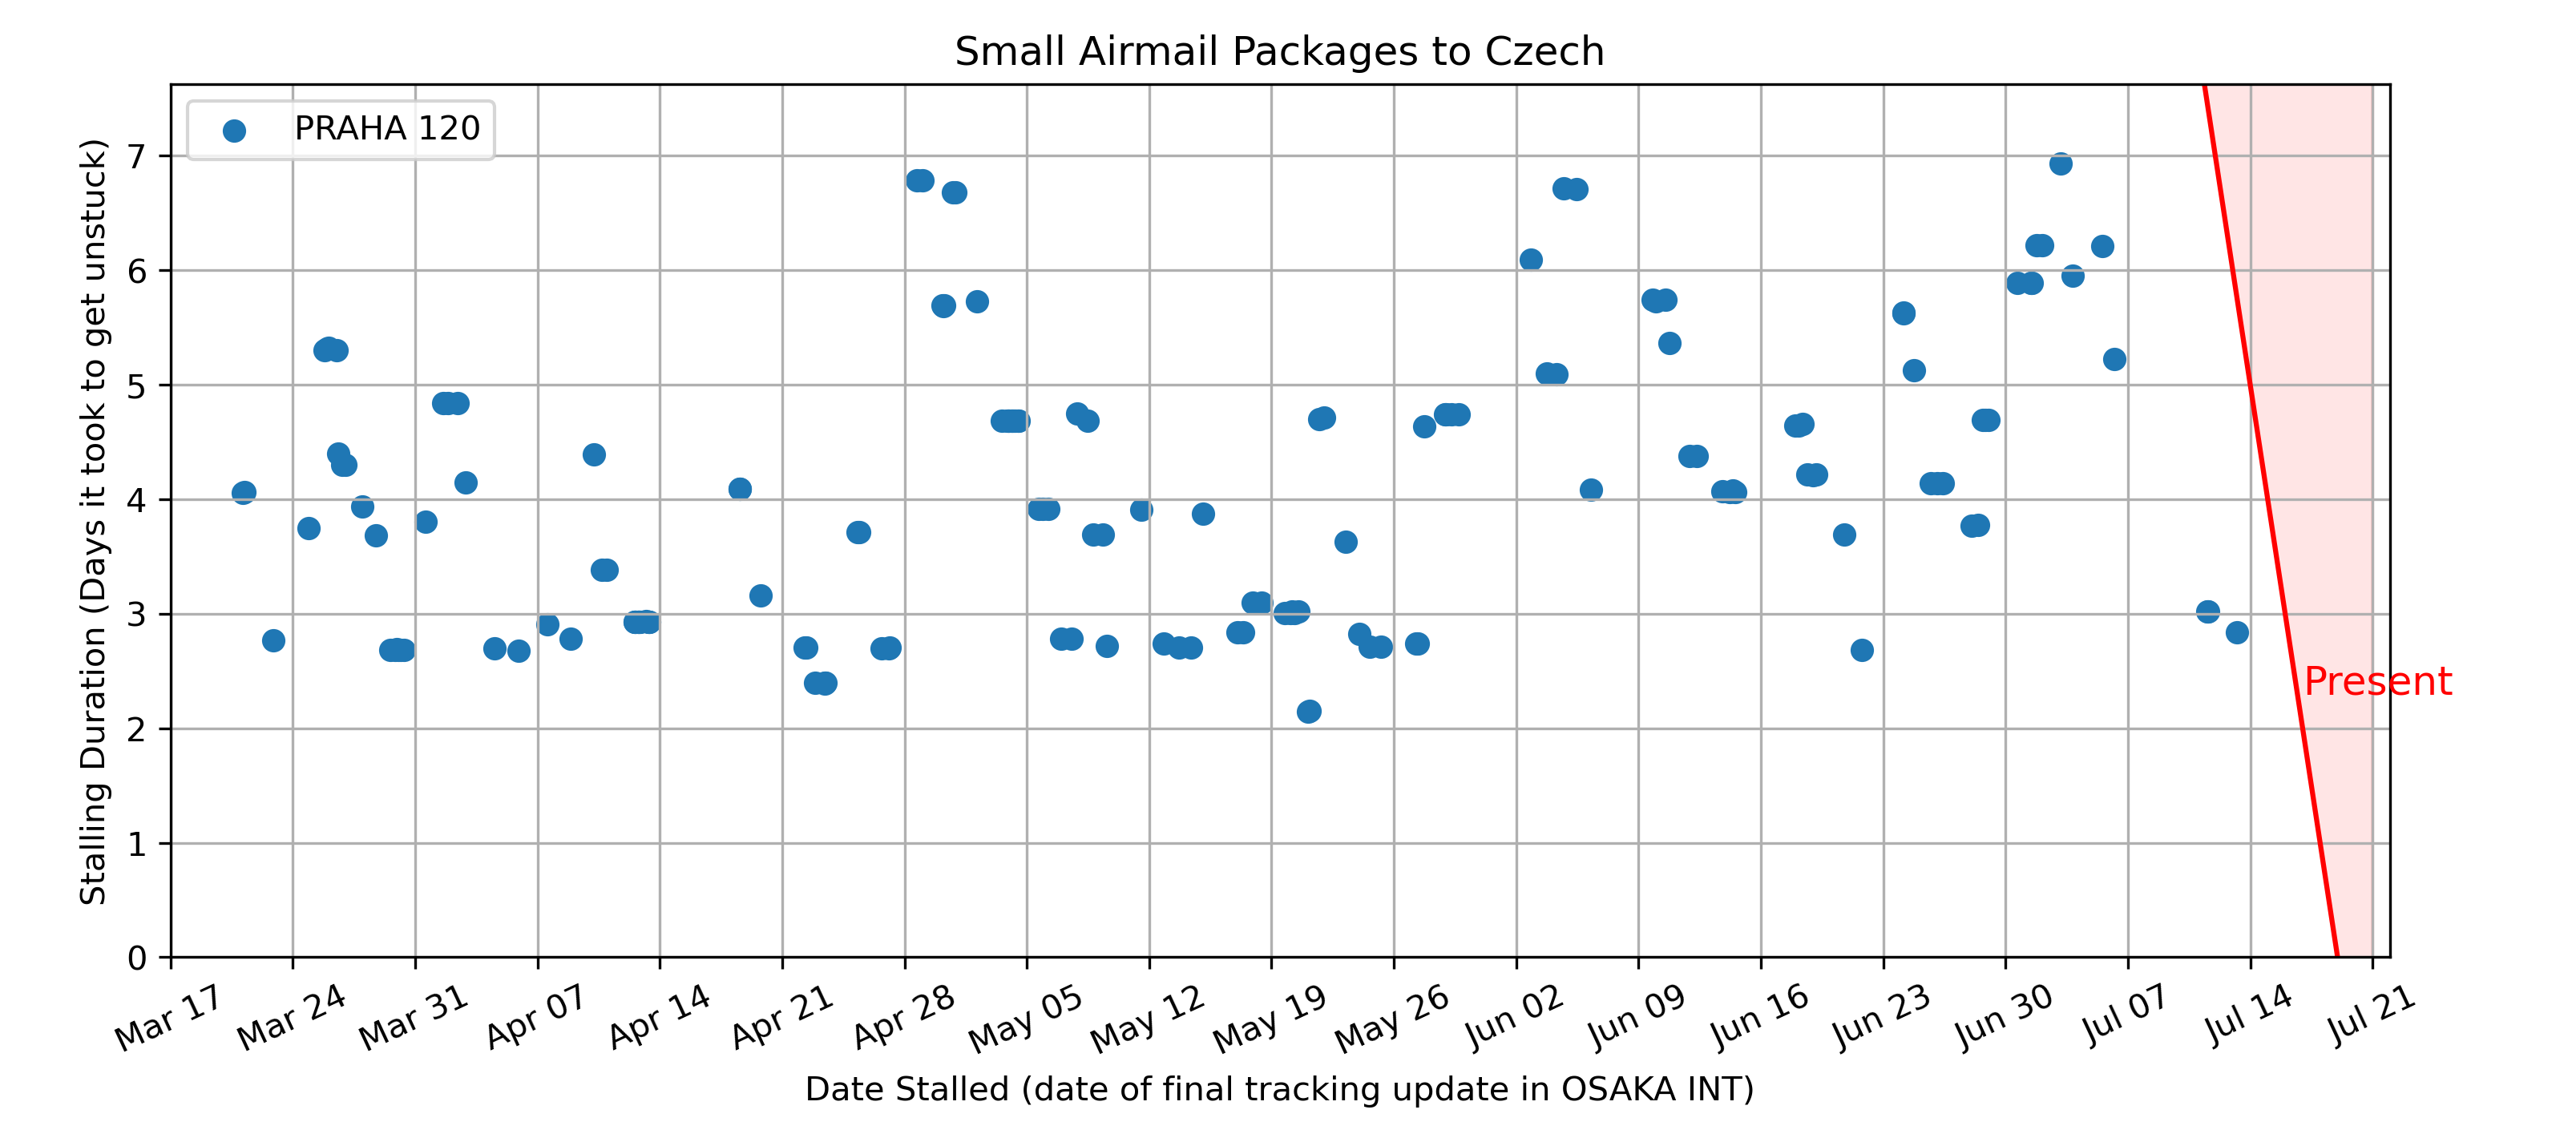 Small Airmail Packages to Czech
PRAHA 120
Stalling Duration (Days it took to get unstuck)
7
6
5
4
3
2
1
0
Present
Mar 17
Mar 24
Mar 31
Apr 07
Apr 14
Apr 21
Apr 28
May 05
May 12
May 19
May 26
Jun 02
Jun 09
Jun 16
Jun 23
Jun 30
Jul 07
Jul 14
Jul 21
Date Stalled (date of final tracking update in OSAKA INT)